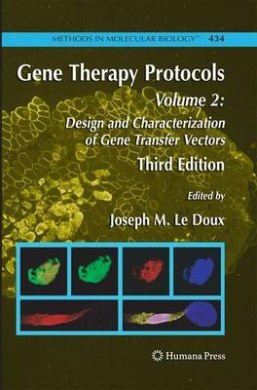 METHODS IN MOLECULAR BIOLOGY™ 434
Gene Therapy Protocols
Volume 2:
Design and Characterization
of Gene Transfer Vectors
Third Edition
Edited by
Joseph M. Le Doux
Humana Press